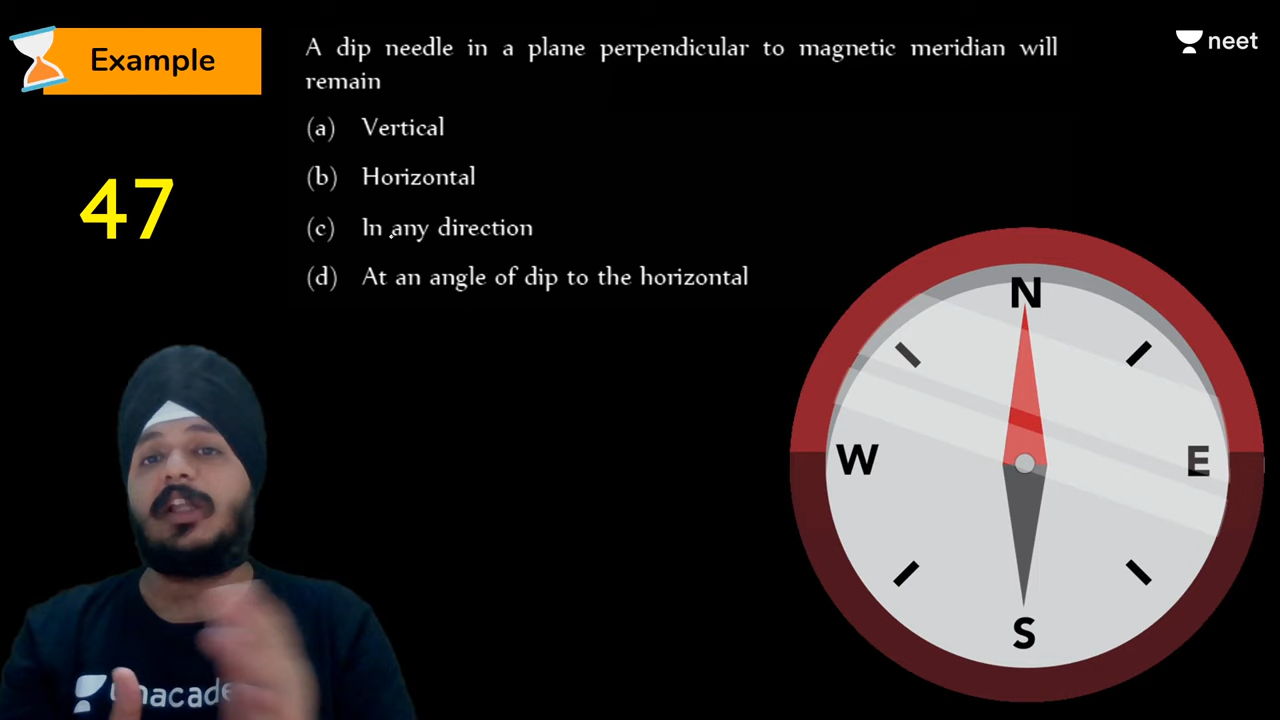 Example
47
A dip needle in a plane perpendicular to magnetic meridian will
remain
(a) Vertical
(b) Horizontal
(c) In any direction
(d) At an angle of dip to the horizontal
neet
N
W
E
S